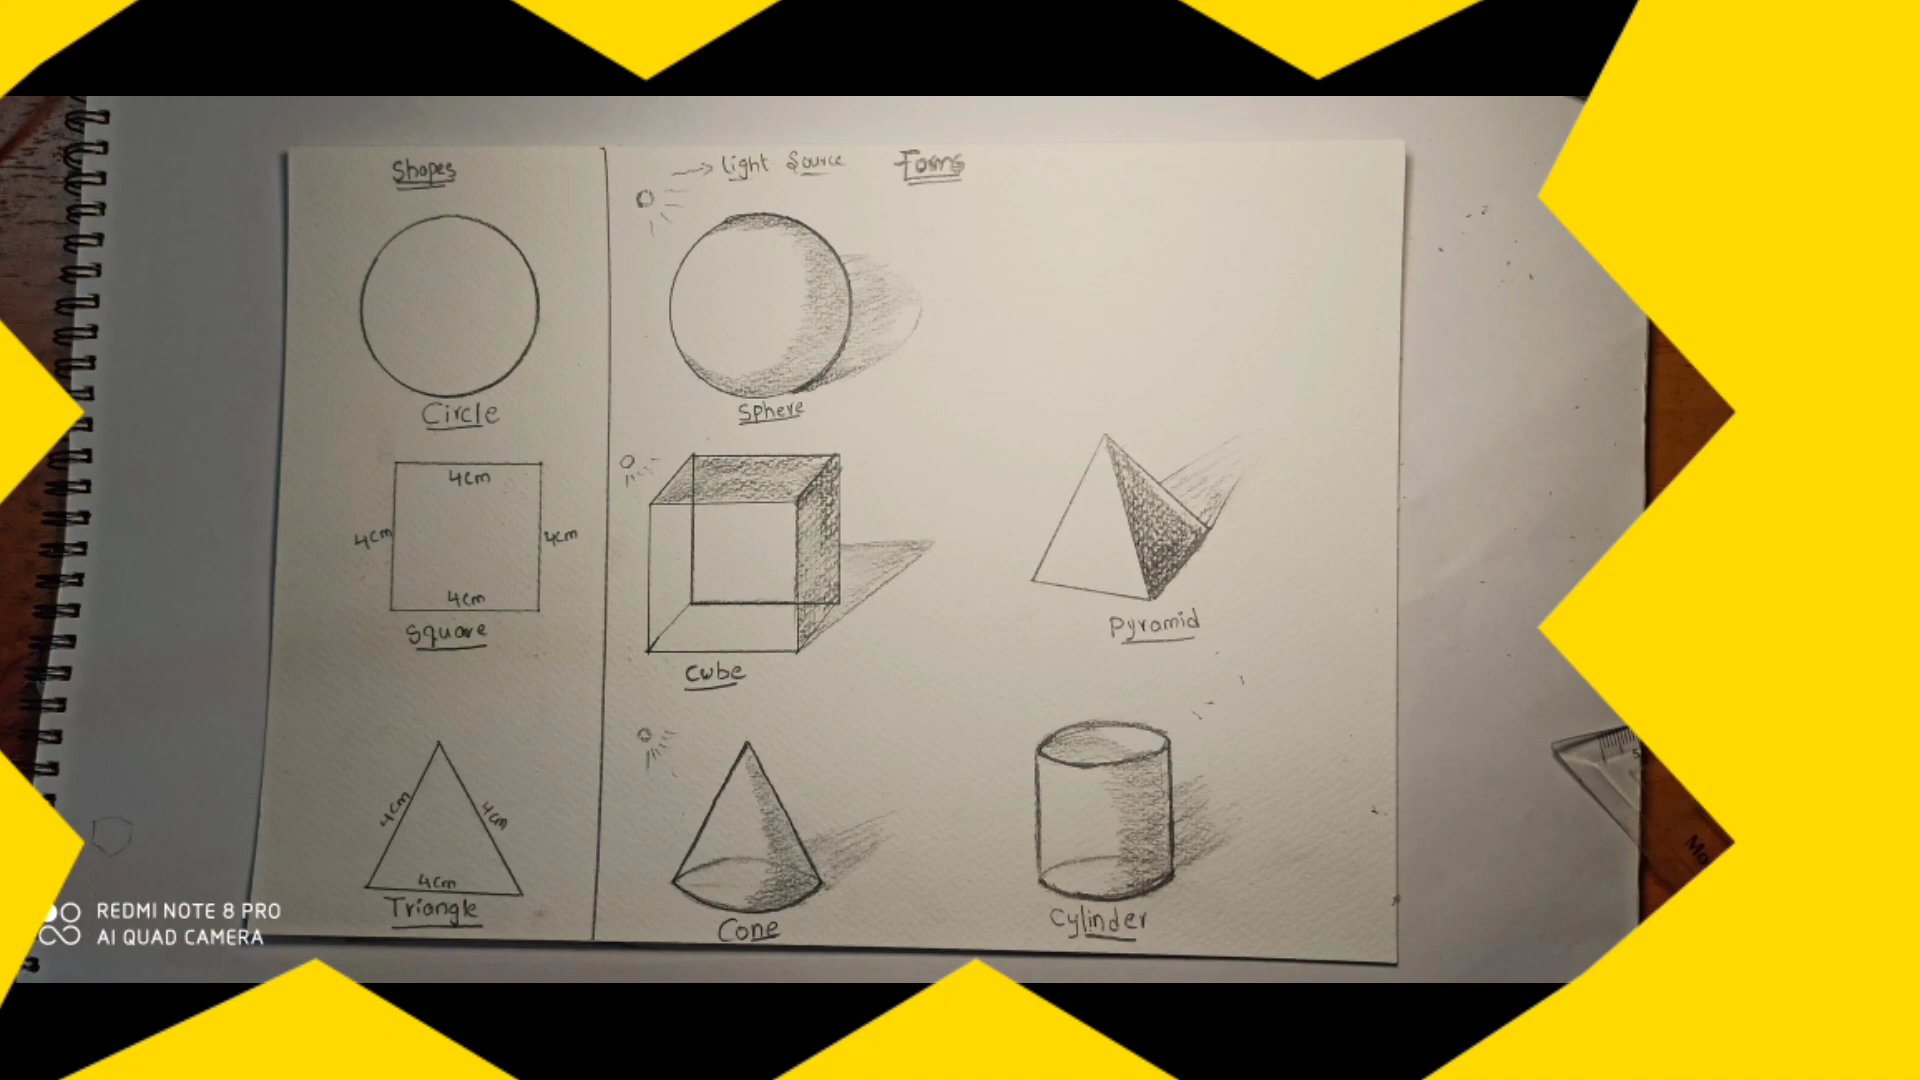 Shapes
→ Light Source
Forms
Circle
Sphere
4cm
4cm
4cm
4cm
Square
Cube
Pyramid
4cm
4cm
4cm
Triangle
Cone
Cylinder
REDMI NOTE 8 PRO
AI QUAD CAMERA